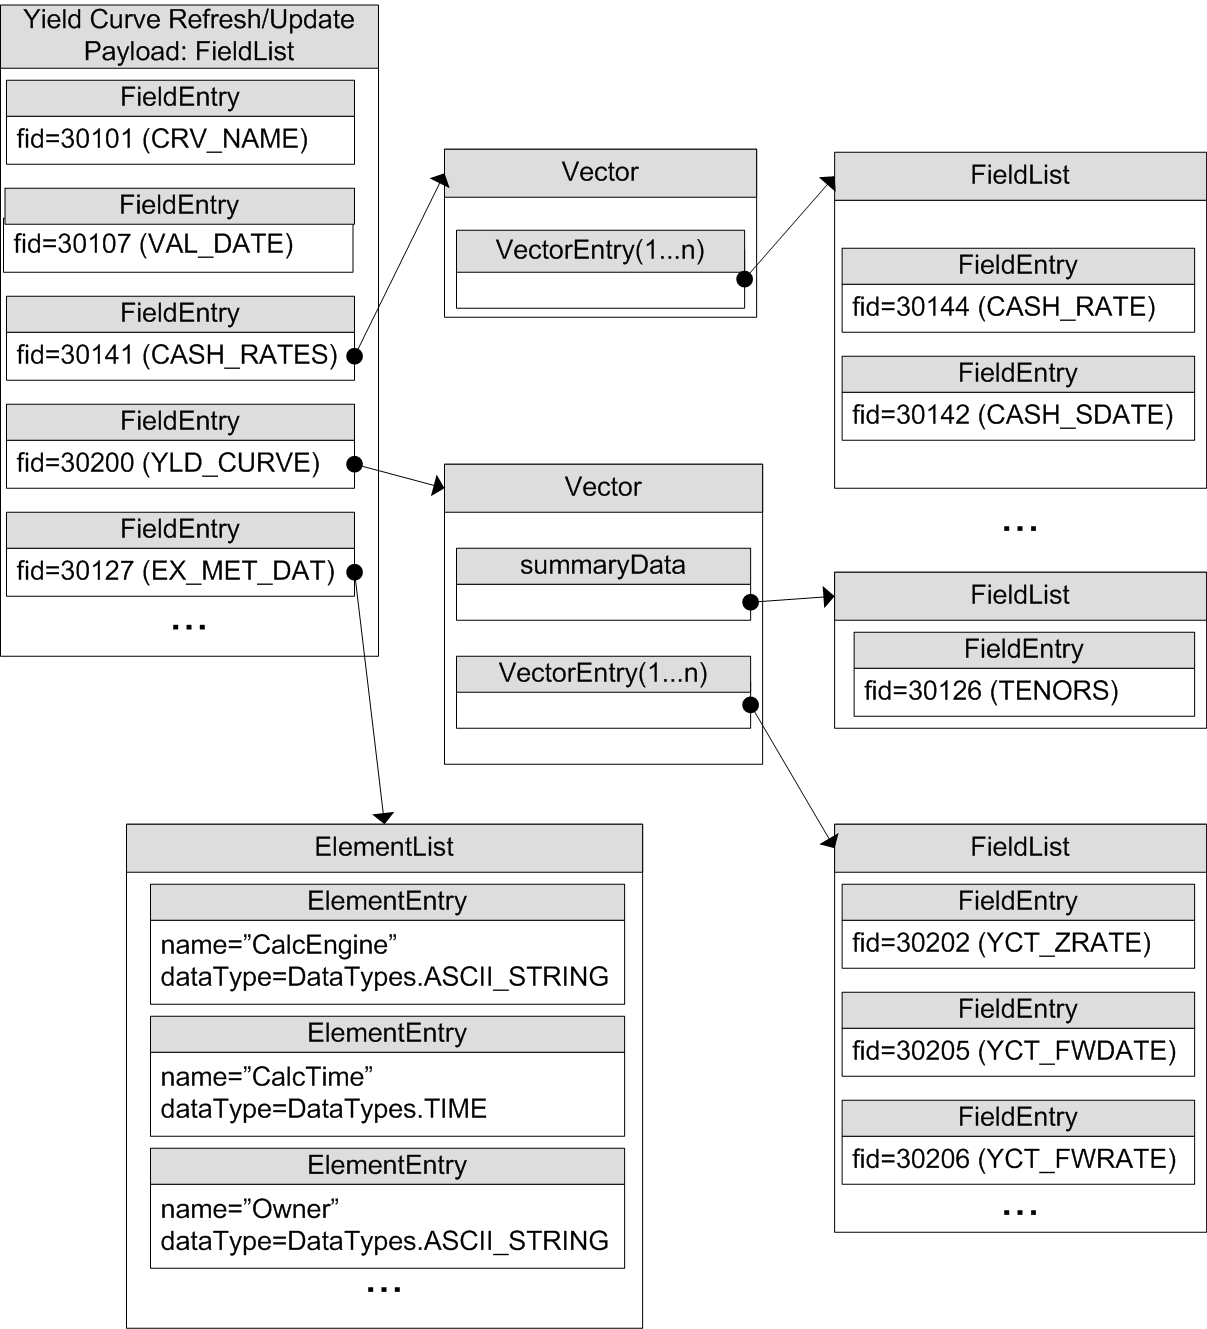 Yield Curve Refresh/Update
Payload: FieldList
FieldEntry
fid=30101 (CRV_NAME)
FieldEntry
fid=30107 (VAL_DATE)
FieldEntry
fid=30141 (CASH_RATES)
FieldEntry
fid=30200 (YLD_CURVE)
FieldEntry
fid=30127 (EX_MET_DAT)
...
Vector
VectorEntry(1...n)
FieldList
FieldEntry
fid=30144 (CASH_RATE)
FieldEntry
fid=30142 (CASH_SDATE)
...
Vector
summaryData
VectorEntry(1...n)
FieldList
FieldEntry
fid=30126 (TENORS)
ElementList
ElementEntry
name=”CalcEngine”
dataType=DataTypes.ASCII_STRING
ElementEntry
name=”CalcTime”
dataType=DataTypes.TIME
ElementEntry
name=”Owner”
dataType=DataTypes.ASCII_STRING
...
FieldList
FieldEntry
fid=30202 (YCT_ZRATE)
FieldEntry
fid=30205 (YCT_FWDATE)
FieldEntry
fid=30206 (YCT_FWRATE)
...